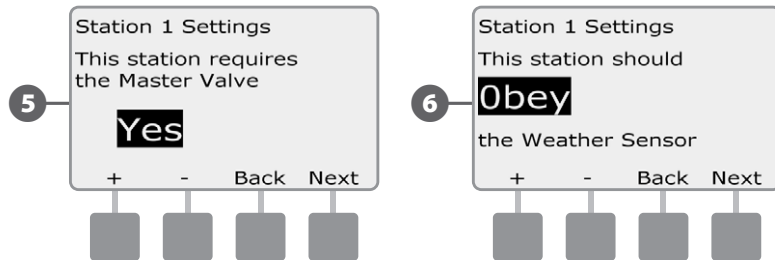 5
Station 1 Settings
This station requires
the Master Valve
Yes
+ - Back Next
6
Station 1 Settings
This station should
0bey
the Weather Sensor
+ - Back Next